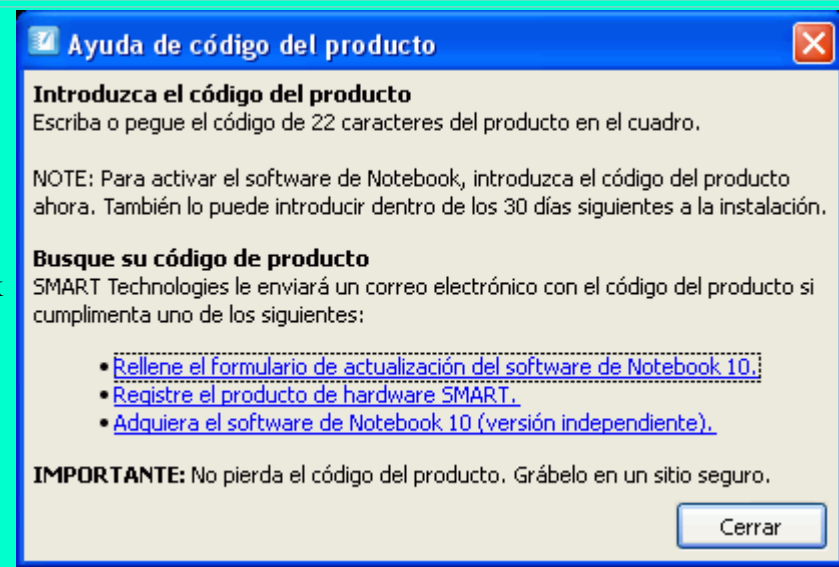 Ayuda de código del producto
Introduzca el código del producto
Escriba o pegue el código de 22 caracteres del producto en el cuadro.
NOTE: Para activar el software de Notebook, introduzca el código del producto
ahora. También lo puede introducir dentro de los 30 días siguientes a la instalación.
Busque su código de producto
SMART Technologies le enviará un correo electrónico con el código del producto si
cumplimenta uno de los siguientes:
• Rellene el formulario de actualización del software de Notebook 10.
• Registre el producto de hardware SMART.
• Adquiera el software de Notebook 10 (versión independiente).
IMPORTANTE: No pierda el código del producto. Grábelo en un sitio seguro.
Cerrar